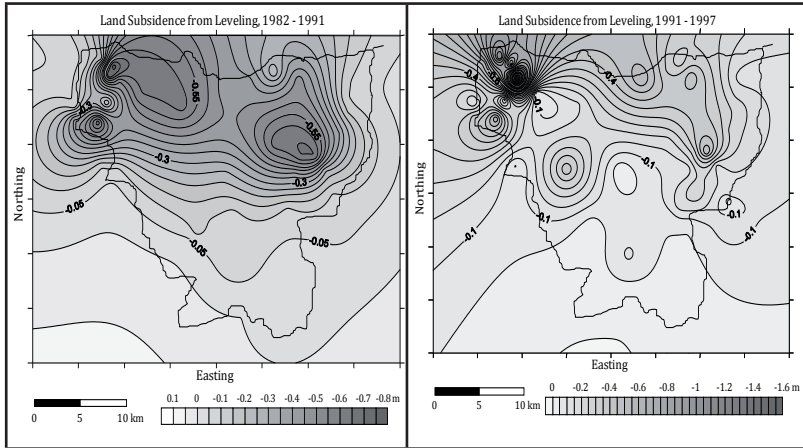 Land Subsidence from Leveling, 1982 - 1991
-0.55
-0.3
-0.55
-0.3
-0.3
-0.05
-0.05
-0.05
Northing
Easting
0 5 10 km
0.1 0 -0.1 -0.2 -0.3 -0.4 -0.5 -0.6 -0.7 -0.8 m
Land Subsidence from Leveling, 1991 - 1997
-0.4
-0.4
-0.1
-0.1
-0.1
-0.1
-0.1
Northing
Easting
0 5 10 km
0 -0.2 -0.4 -0.6 -0.8 -1 -1.2 -1.4 -1.6 m